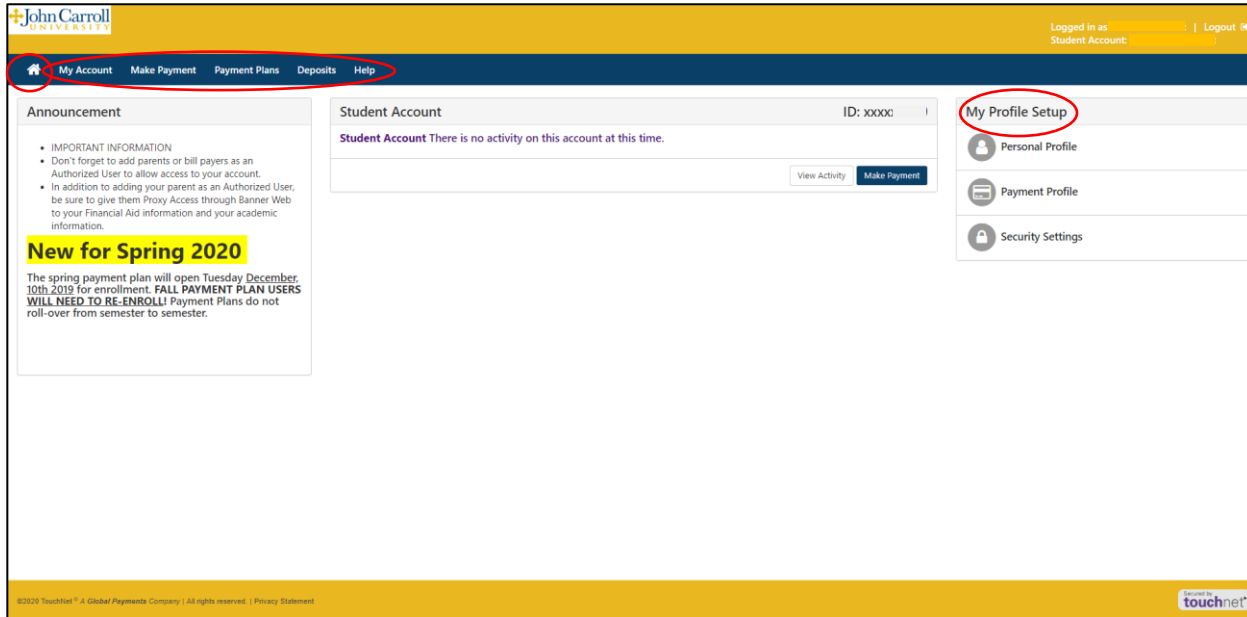 John Carroll
UNIVERSITY
Logged in as | Logout
Student Account:
My Account Make Payment Payment Plans Deposits Help
Announcement
• IMPORTANT INFORMATION
• Don't forget to add parents or bill payers as an
Authorized User to allow access to your account.
• In addition to adding your parent as an Authorized User,
be sure to give them Proxy Access through Banner Web
to your Financial Aid information and your academic
information.
New for Spring 2020
The spring payment plan will open Tuesday December,
10th 2019 for enrollment. FALL PAYMENT PLAN USERS
WILL NEED TO RE-ENROLL! Payment Plans do not
roll-over from semester to semester.
Student Account ID: xxxx
Student Account There is no activity on this account at this time.
View Activity Make Payment
My Profile Setup
Personal Profile
Payment Profile
Security Settings
©2020 TouchNet® A Global Payments Company | All rights reserved. | Privacy Statement
Secured by
touchnet®